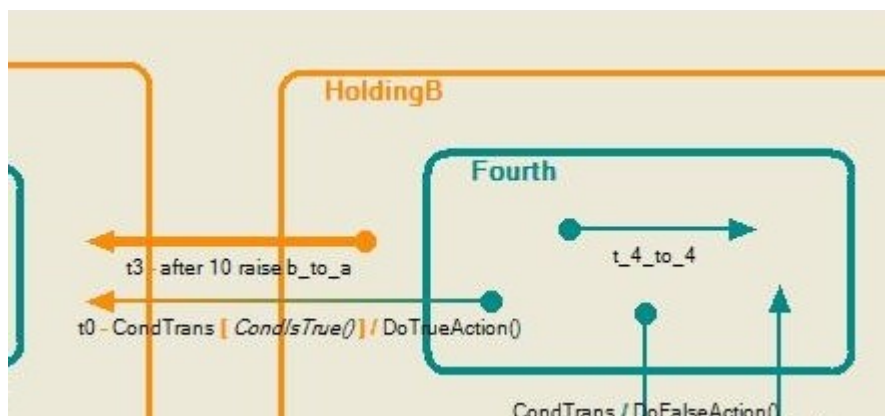 HoldingB
Fourth
t_4_to_4
t3 - after 10 raise b_to_a
t0 - CondTrans [ CondIsTrue() ] / DoTrueAction()
CondTrans / DoFalseAction()